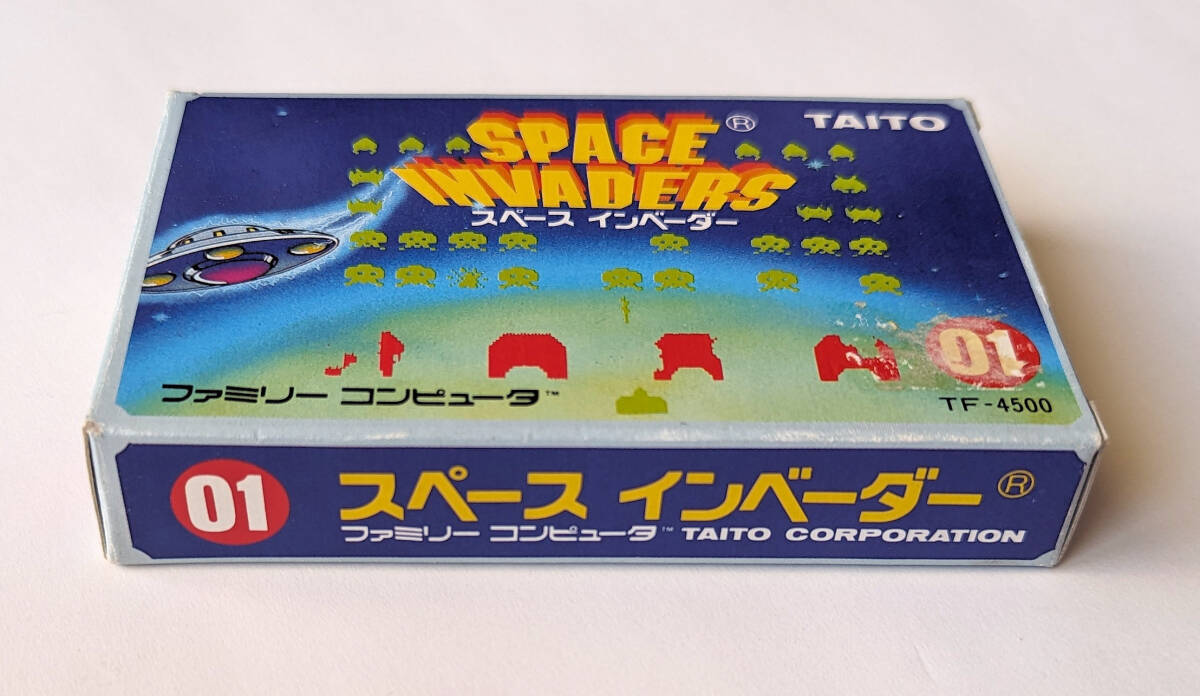 SPACE ® TAITO
INVADERS
スペース インベーダー
01
ファミリー コンピュータ™
TF-4500
01 スペース インベーダー®
ファミリー コンピュータ™ TAITO CORPORATION